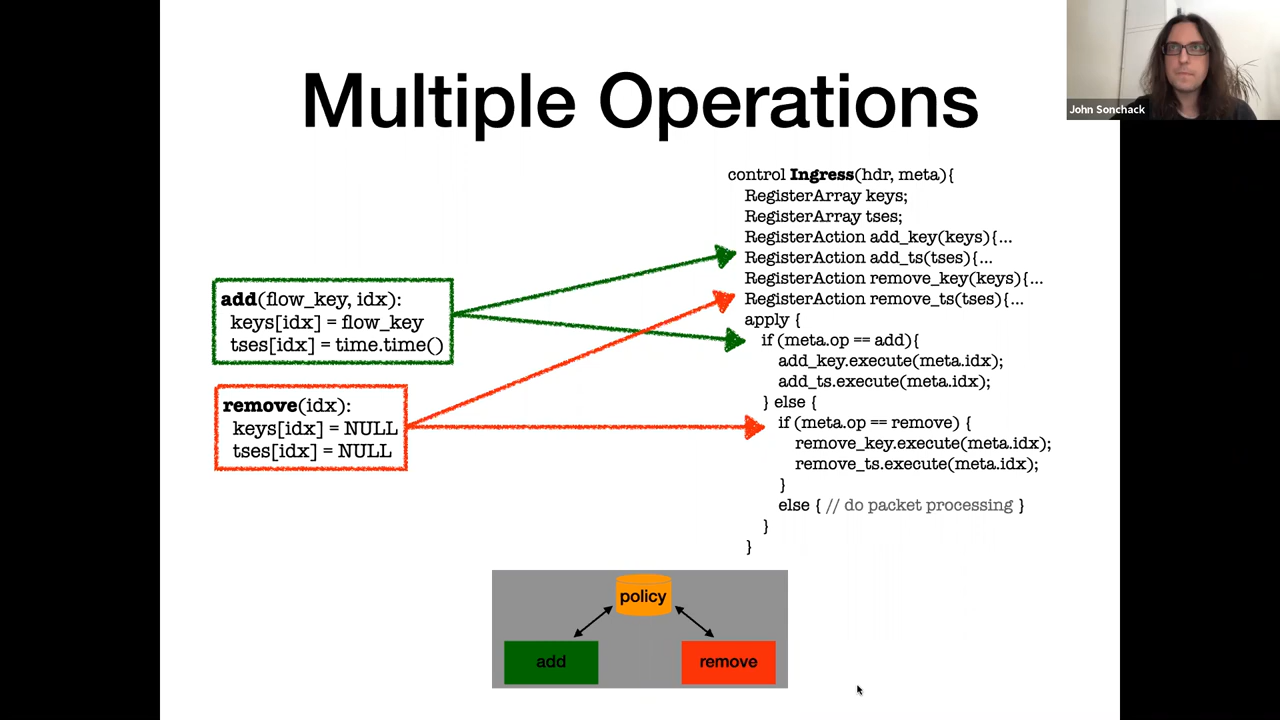 Multiple Operations
John Sonchack
add(flow_key, idx):
keys[idx] = flow_key
tses[idx] = time.time()
remove(idx):
keys[idx] = NULL
tses[idx] = NULL
control Ingress(hdr, meta){
RegisterArray keys;
RegisterArray tses;
RegisterAction add_key(keys){...
RegisterAction add_ts(tses){...
RegisterAction remove_key(keys){...
RegisterAction remove_ts(tses){...
apply {
if (meta.op == add){
add_key.execute(meta.idx);
add_ts.execute(meta.idx);
} else {
if (meta.op == remove) {
remove_key.execute(meta.idx);
remove_ts.execute(meta.idx);
}
else { // do packet processing }
}
}
policy
add
remove